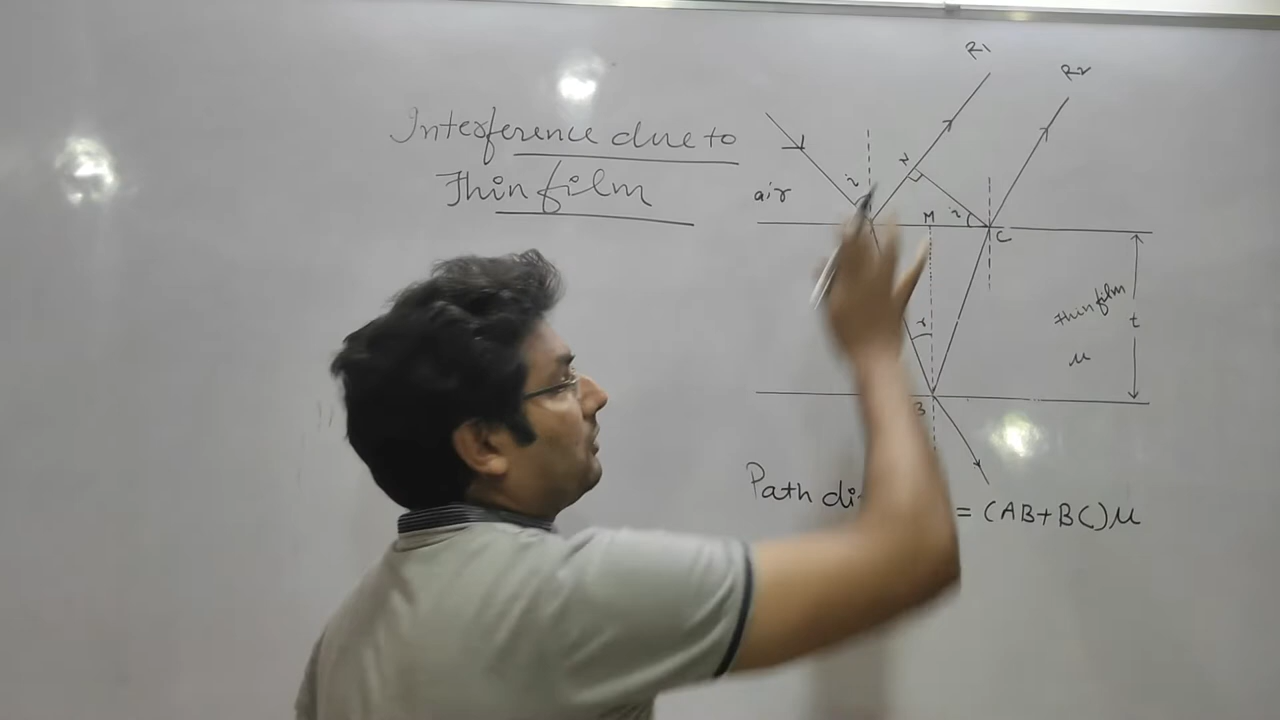 Interference due to
Thin film
R1
R2
air
i
N
M
i
C
r
Thin film
t
μ
B
Path di
= (AB+BC)μ